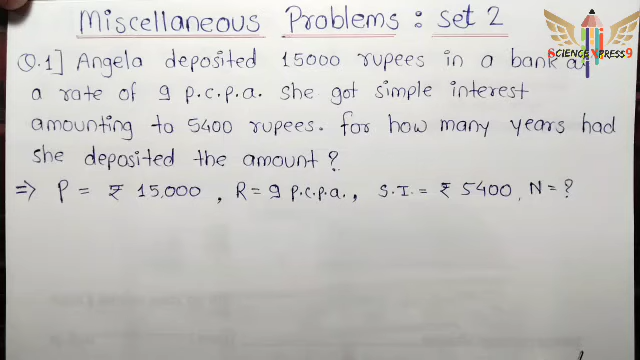 Miscellaneous Problems : Set 2
Q.1] Angela deposited 15000 rupees in a bank at
a rate of 9 p.c.p.a. She got simple interest
amounting to 5400 rupees. for how many years had
she deposited the amount ?
⇒ P = ₹ 15,000 , R = 9 p.c.p.a. , S.I. = ₹ 5400 , N = ?
SCIENCE XPRESS9